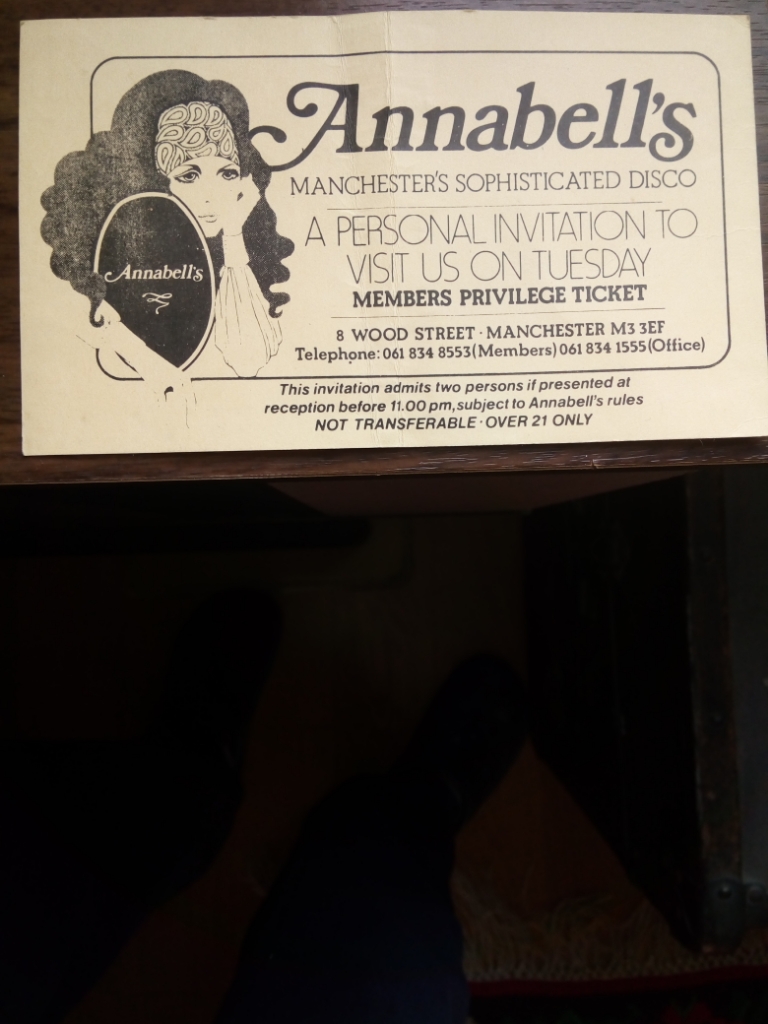 Annabell's
MANCHESTER'S SOPHISTICATED DISCO
A PERSONAL INVITATION TO
VISIT US ON TUESDAY
MEMBERS PRIVILEGE TICKET
8 WOOD STREET · MANCHESTER M3 3EF
Telephone: 061 834 8553 (Members) 061 834 1555 (Office)
Annabell's
This invitation admits two persons if presented at
reception before 11.00 pm, subject to Annabell's rules
NOT TRANSFERABLE · OVER 21 ONLY